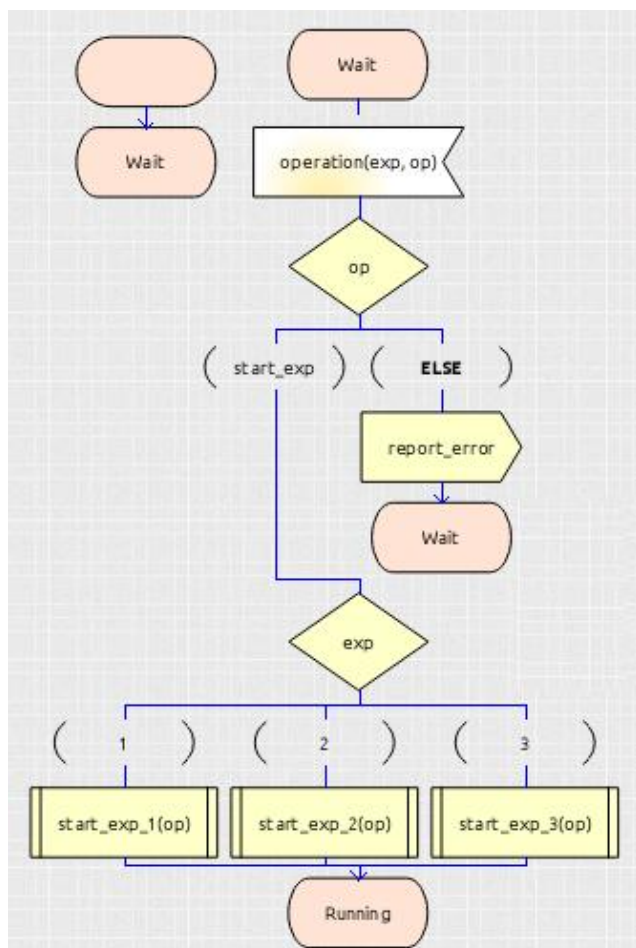 Wait
Wait
operation(exp, op)
op
start_exp
ELSE
report_error
Wait
exp
1
2
3
start_exp_1(op)
start_exp_2(op)
start_exp_3(op)
Running